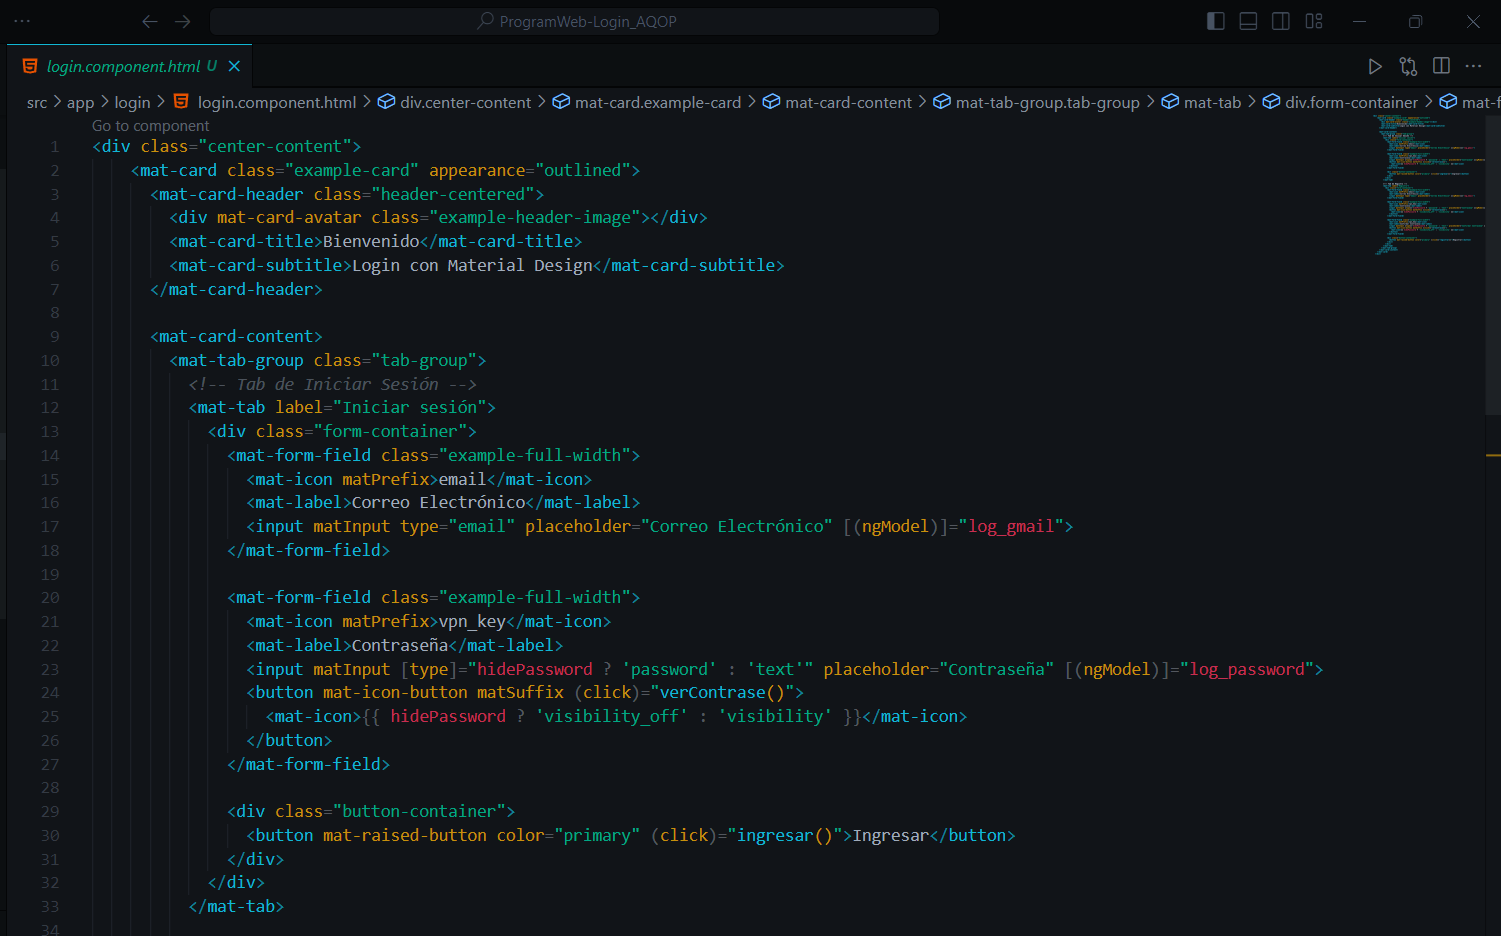 ProgramWeb-Login_AQOP
login.component.html U
src > app > login > login.component.html > div.center-content > mat-card.example-card > mat-card-content > mat-tab-group.tab-group > mat-tab > div.form-container > mat-f
Go to component
1 <div class="center-content">
2     <mat-card class="example-card" appearance="outlined">
3       <mat-card-header class="header-centered">
4         <div mat-card-avatar class="example-header-image"></div>
5         <mat-card-title>Bienvenido</mat-card-title>
6         <mat-card-subtitle>Login con Material Design</mat-card-subtitle>
7       </mat-card-header>
8
9       <mat-card-content>
10         <mat-tab-group class="tab-group">
11           <!-- Tab de Iniciar Sesión -->
12           <mat-tab label="Iniciar sesión">
13             <div class="form-container">
14               <mat-form-field class="example-full-width">
15                 <mat-icon matPrefix>email</mat-icon>
16                 <mat-label>Correo Electrónico</mat-label>
17                 <input matInput type="email" placeholder="Correo Electrónico" [(ngModel)]="log_gmail">
18               </mat-form-field>
19
20               <mat-form-field class="example-full-width">
21                 <mat-icon matPrefix>vpn_key</mat-icon>
22                 <mat-label>Contraseña</mat-label>
23                 <input matInput [type]="hidePassword ? 'password' : 'text'" placeholder="Contraseña" [(ngModel)]="log_password">
24                 <button mat-icon-button matSuffix (click)="verContrase()">
25                   <mat-icon>{{ hidePassword ? 'visibility_off' : 'visibility' }}</mat-icon>
26                 </button>
27               </mat-form-field>
28
29               <div class="button-container">
30                 <button mat-raised-button color="primary" (click)="ingresar()">Ingresar</button>
31               </div>
32             </div>
33           </mat-tab>
34